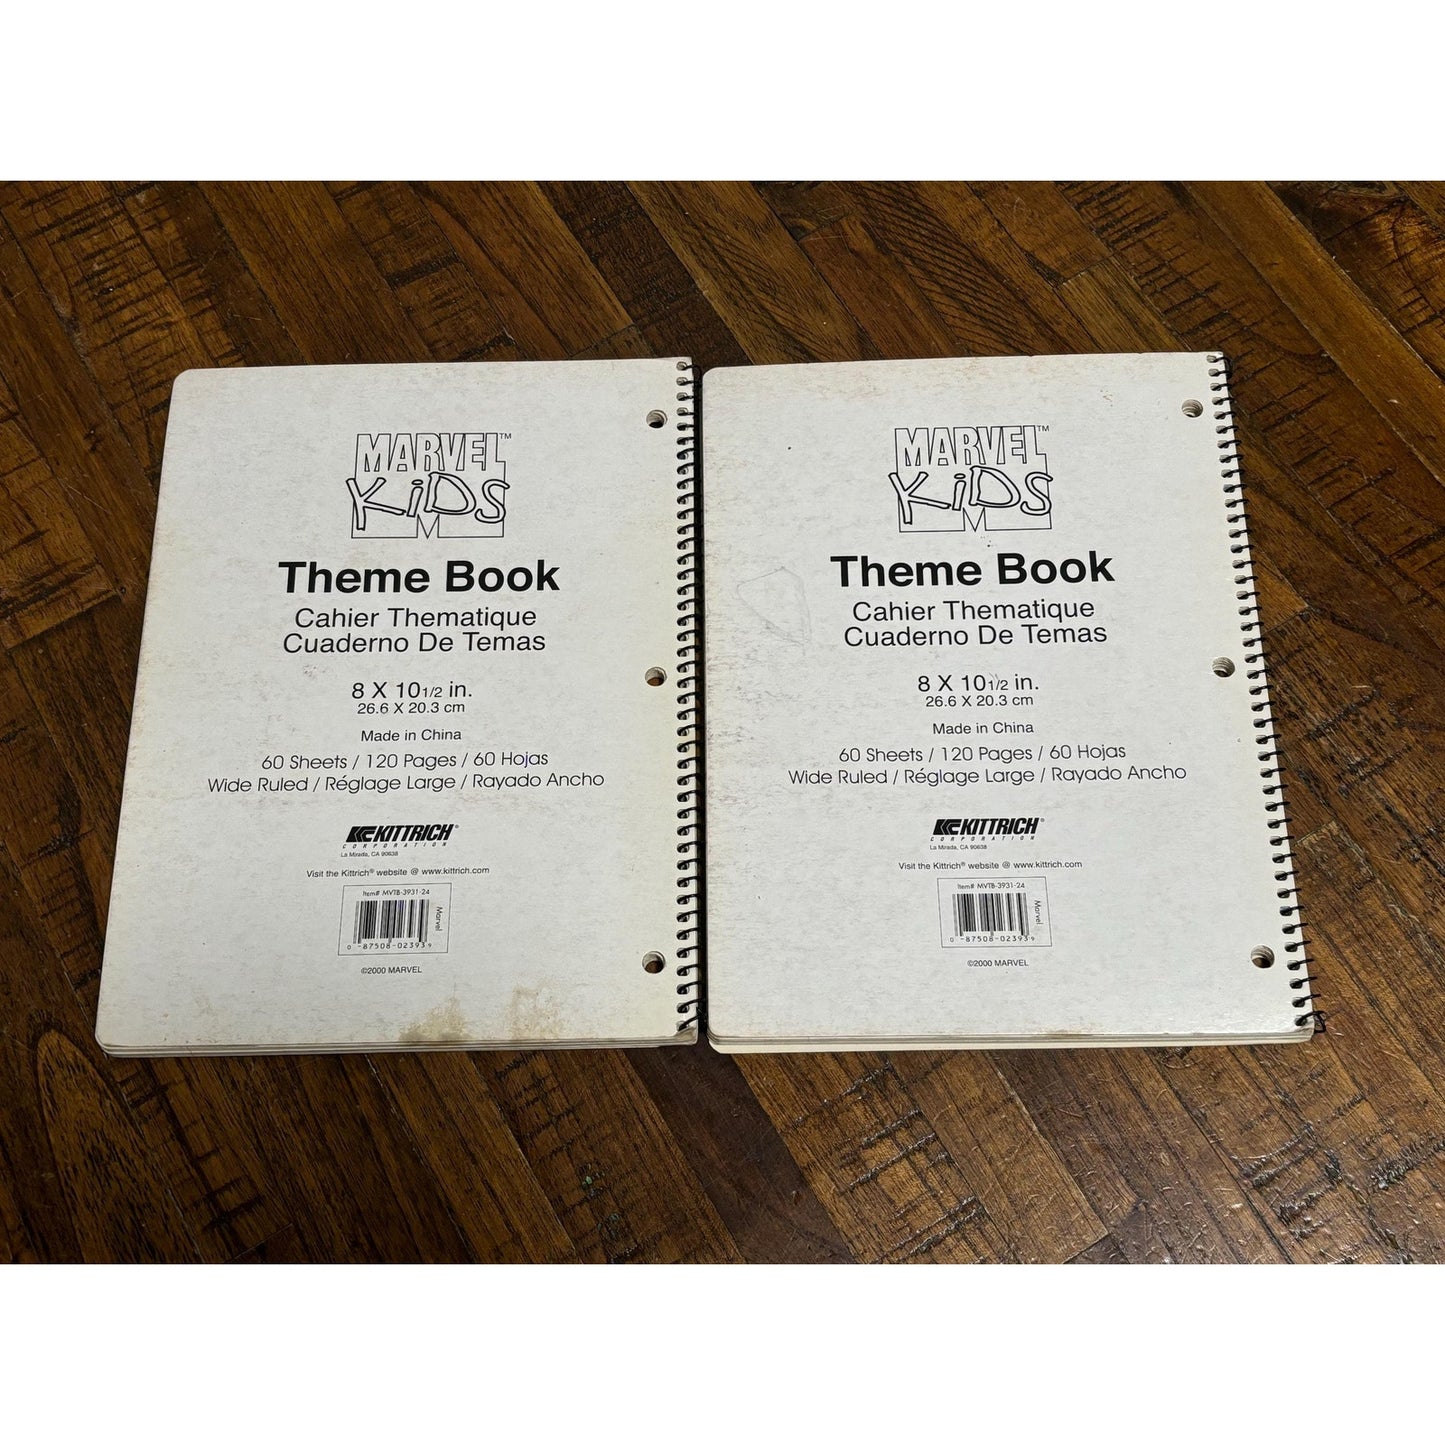 MARVEL™
KiDS
Theme Book
Cahier Thematique
Cuaderno De Temas
8 X 10 1/2 in.
26.6 X 20.3 cm
Made in China
60 Sheets / 120 Pages / 60 Hojas
Wide Ruled / Réglage Large / Rayado Ancho
KITTRICH®
CORPORATION
La Mirada, CA 90638
Visit the Kittrich® website @ www.kittrich.com
Item# MVTB-3931-24
Marvel
0 87508-02393 9
©2000 MARVEL
MARVEL™
KiDS
Theme Book
Cahier Thematique
Cuaderno De Temas
8 X 10 1/2 in.
26.6 X 20.3 cm
Made in China
60 Sheets / 120 Pages / 60 Hojas
Wide Ruled / Réglage Large / Rayado Ancho
KITTRICH®
CORPORATION
La Mirada, CA 90638
Visit the Kittrich® website @ www.kittrich.com
Item# MVTB-3931-24
Marvel
0 87508-02393 9
©2000 MARVEL